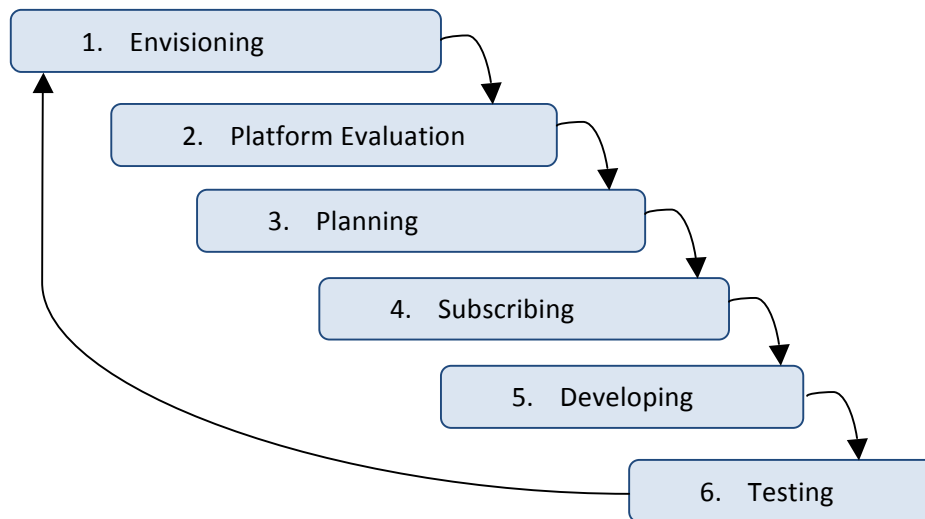 1. Envisioning
2. Platform Evaluation
3. Planning
4. Subscribing
5. Developing
6. Testing